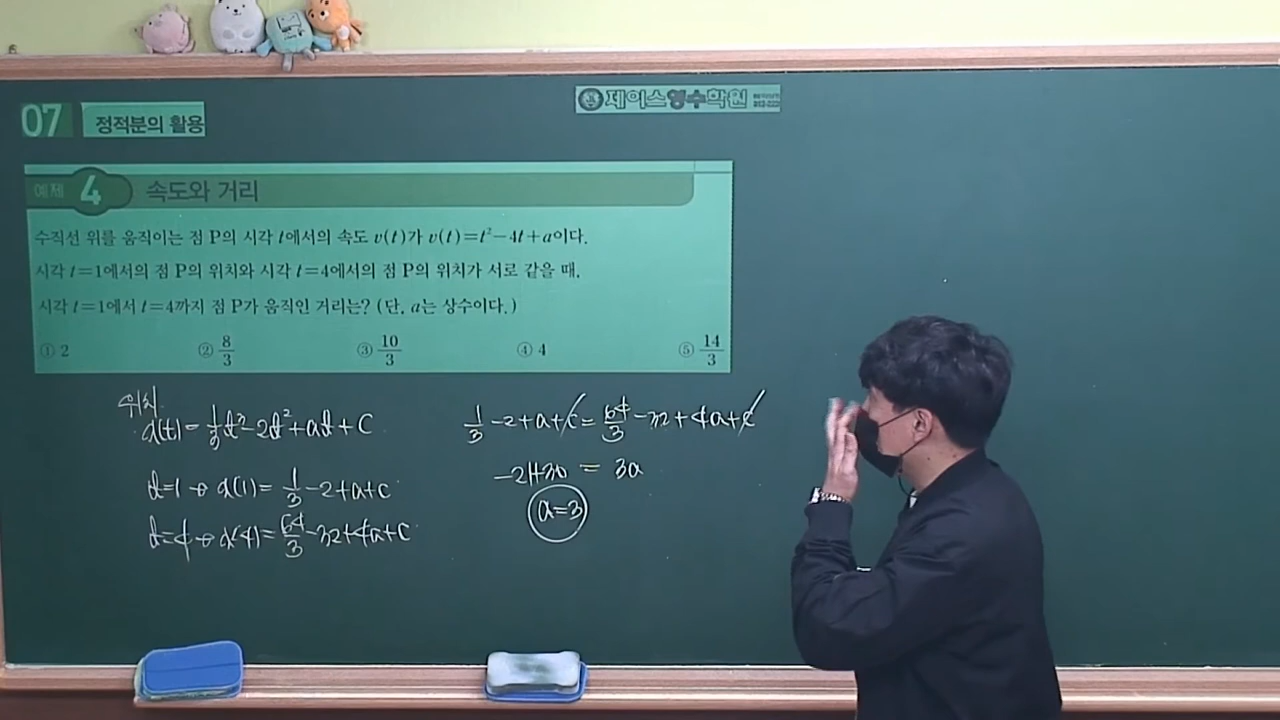 07 정적분의 활용
제이스영수학원
예제 4 속도와 거리
수직선 위를 움직이는 점 P의 시각 t에서의 속도 v(t)가 v(t)=t²-4t+a이다.
시각 t=1에서의 점 P의 위치와 시각 t=4에서의 점 P의 위치가 서로 같을 때,
시각 t=1에서 t=4까지 점 P가 움직인 거리는? (단, a는 상수이다.)
① 2 ② 8/3 ③ 10/3 ④ 4 ⑤ 14/3
위치
x(t)=1/3t³-2t²+at+C
t=1 → x(1)=1/3-2+a+C
t=4 → x(4)=64/3-32+4a+C
1/3-2+a+C=64/3-32+4a+C
-21+30=3a
a=3